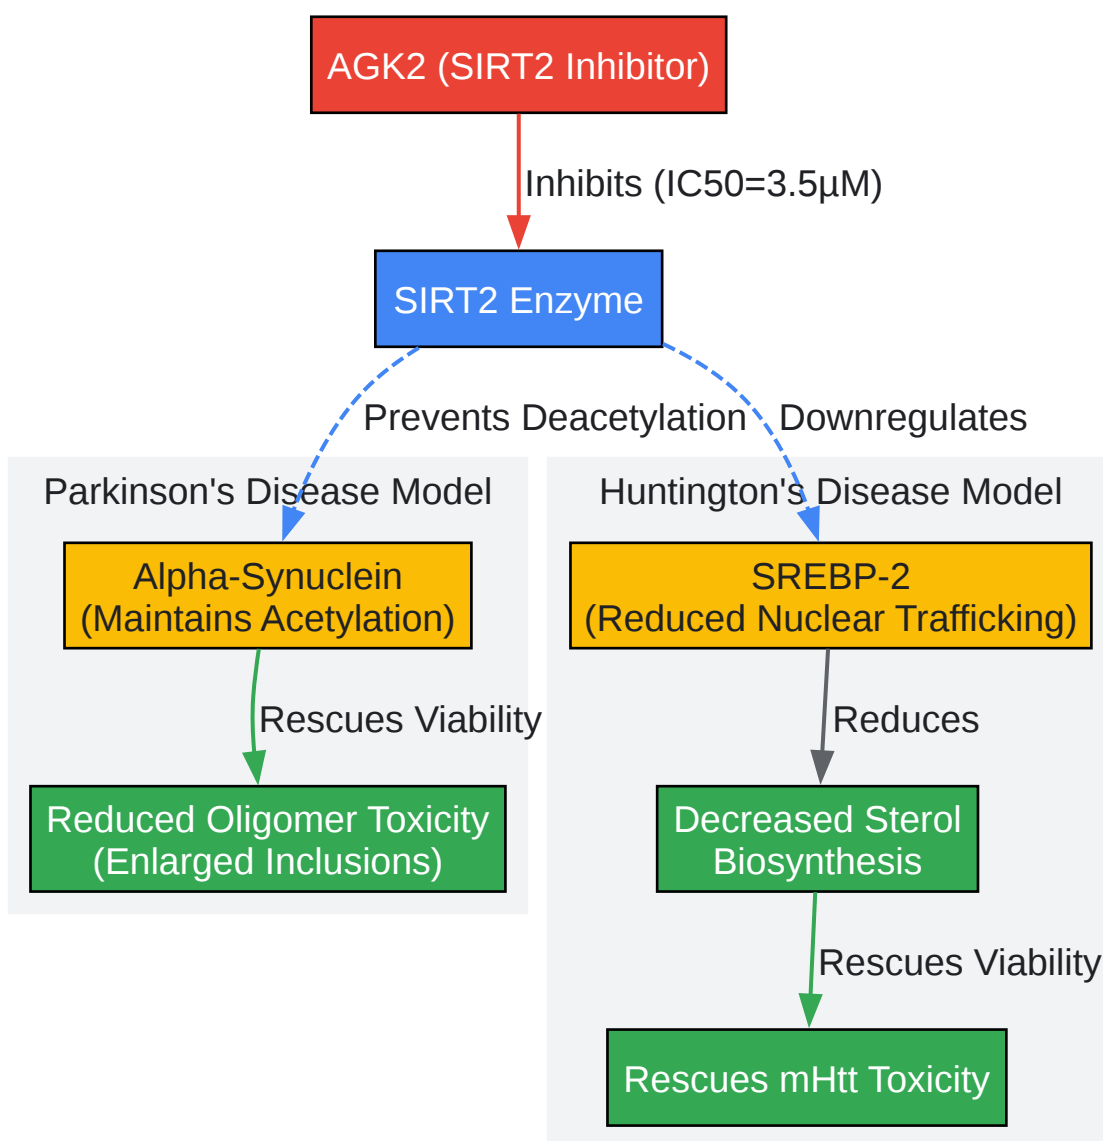 AGK2 (SIRT2 Inhibitor)
Inhibits (IC50=3.5µM)
SIRT2 Enzyme
Prevents Deacetylation
Downregulates
Parkinson's Disease Model
Alpha-Synuclein
(Maintains Acetylation)
Rescues Viability
Reduced Oligomer Toxicity
(Enlarged Inclusions)
Huntington's Disease Model
SREBP-2
(Reduced Nuclear Trafficking)
Reduces
Decreased Sterol
Biosynthesis
Rescues Viability
Rescues mHtt Toxicity